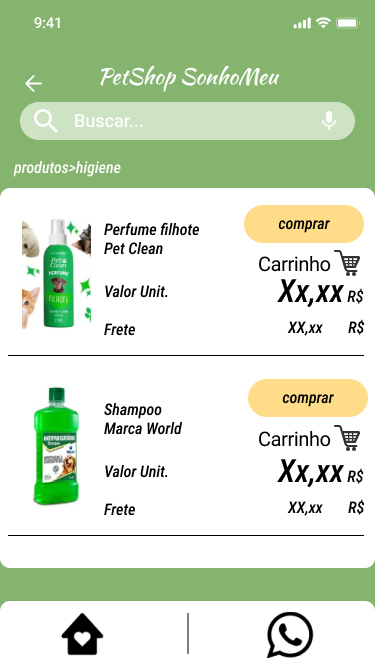 9:41
PetShop SonhoMeu
Buscar...
produtos>higiene
Pet
Clean
PERFUME
FILHOTE
Perfume filhote
Pet Clean
comprar
Carrinho
Valor Unit.
Xx,xx R$
Frete
XX,xx R$
ANTIPARASITÁRIO
Shampoo
Shampoo
Marca World
comprar
Carrinho
Valor Unit.
Xx,xx R$
Frete
XX,xx R$